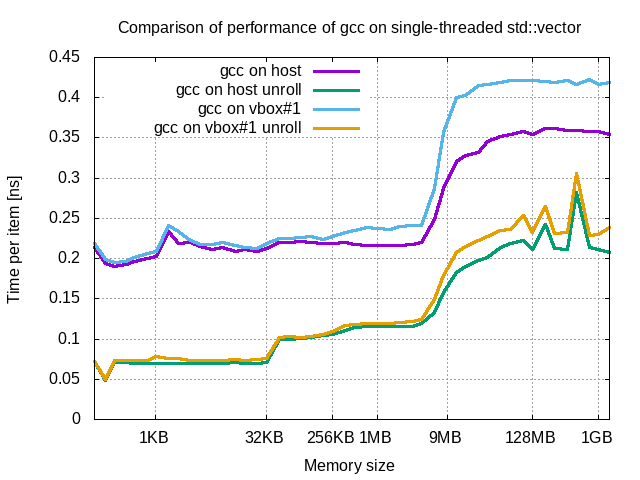 Comparison of performance of gcc on single-threaded std::vector
Time per item [ns]
0.45
0.4
0.35
0.3
0.25
0.2
0.15
0.1
0.05
0
gcc on host
gcc on host unroll
gcc on vbox#1
gcc on vbox#1 unroll
1KB 32KB 256KB 1MB 9MB 128MB 1GB
Memory size